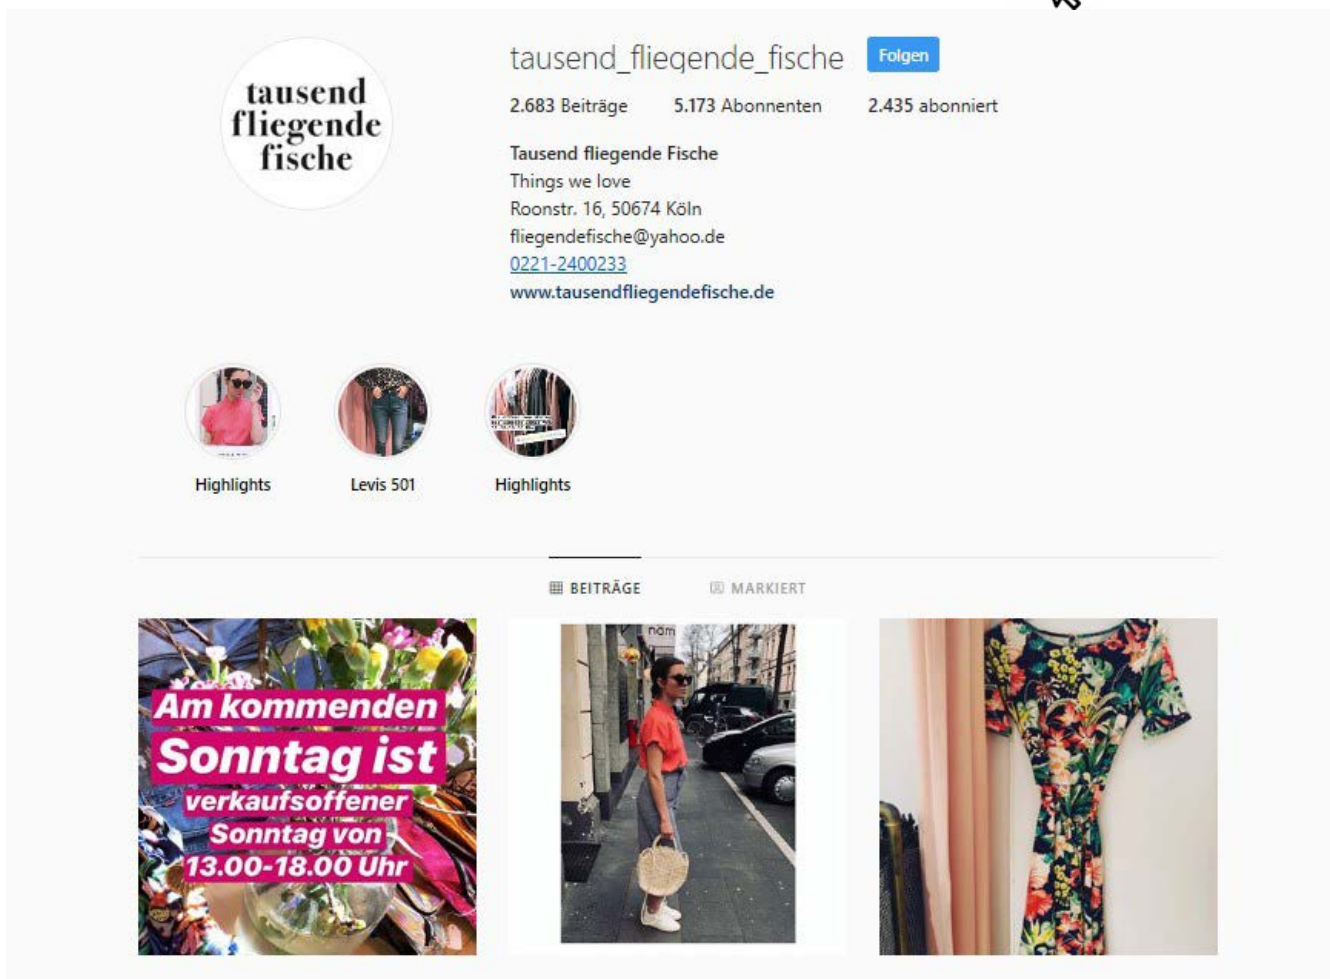 tausend
fliegende
fische
tausend_fliegende_fische
Folgen
2.683 Beiträge 5.173 Abonnenten 2.435 abonniert
Tausend fliegende Fische
Things we love
Roonstr. 16, 50674 Köln
fliegendefische@yahoo.de
0221-2400233
www.tausendfliegendefische.de
Highlights
Levis 501
Highlights
BEITRÄGE
MARKIERT
Am kommenden
Sonntag ist
verkaufsoffener
Sonntag von
13.00-18.00 Uhr